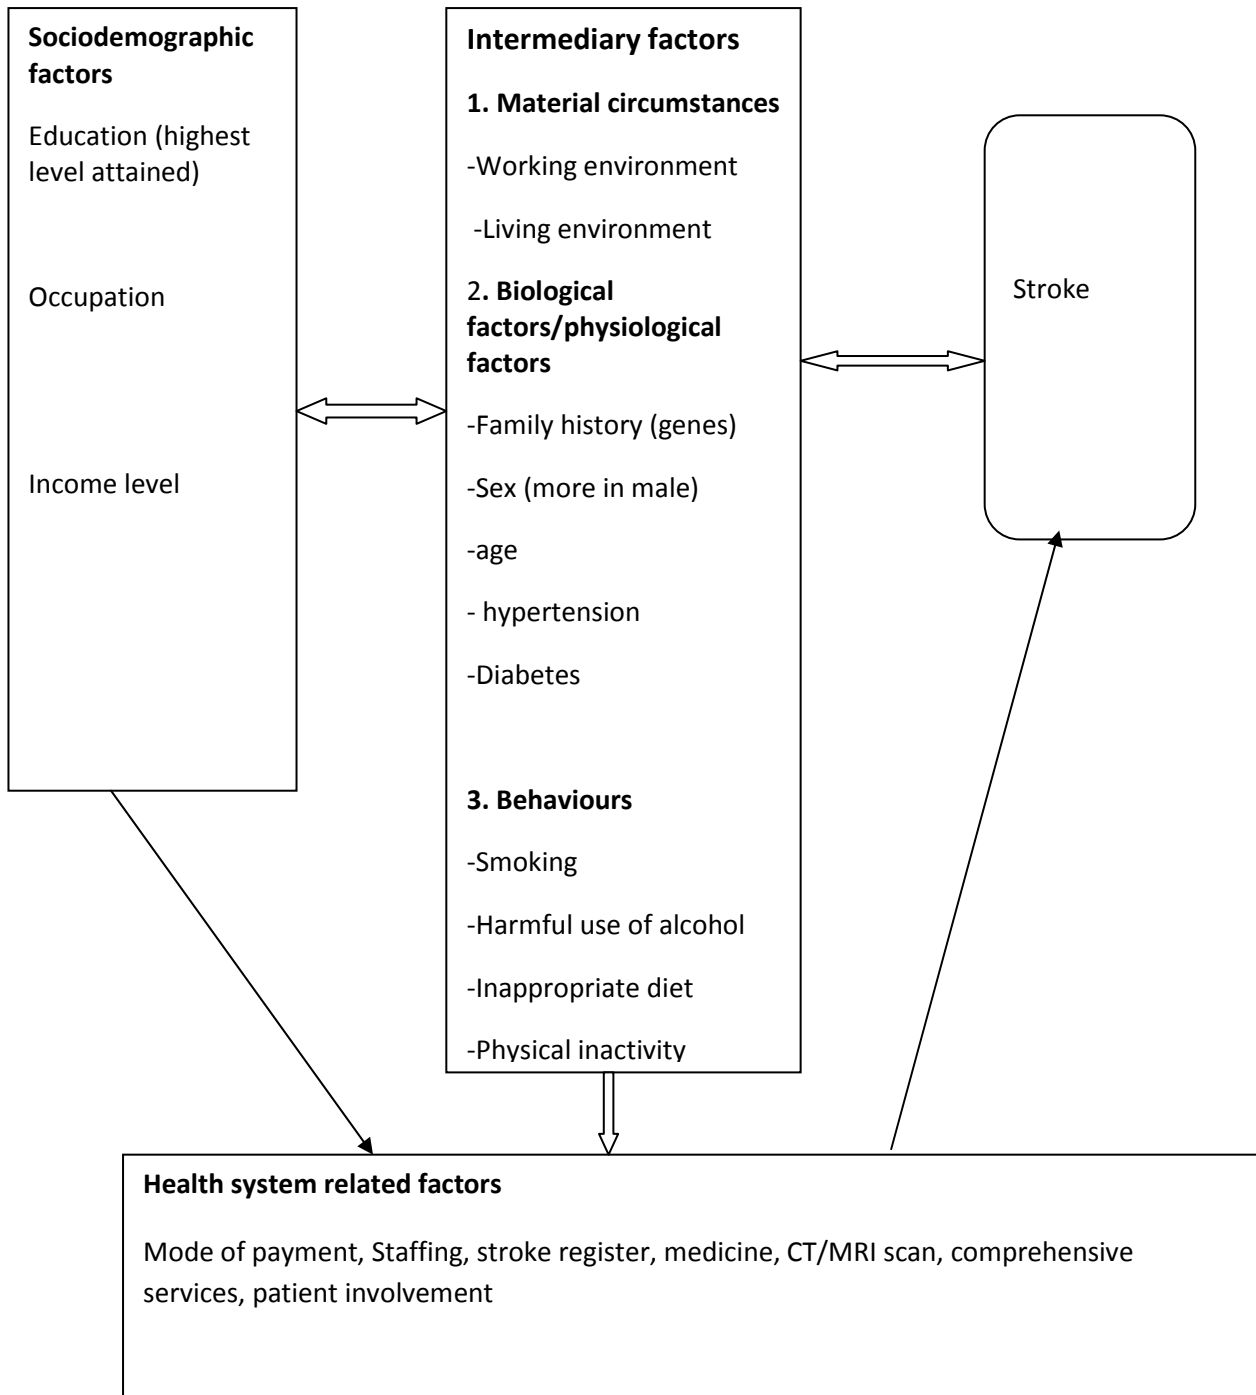 Sociodemographic
factors
Education (highest
level attained)
Occupation
Income level
Intermediary factors
1. Material circumstances
-Working environment
-Living environment
2. Biological
factors/physiological
factors
-Family history (genes)
-Sex (more in male)
-age
- hypertension
-Diabetes
3. Behaviours
-Smoking
-Harmful use of alcohol
-Inappropriate diet
-Physical inactivity
Stroke
Health system related factors
Mode of payment, Staffing, stroke register, medicine, CT/MRI scan, comprehensive
services, patient involvement